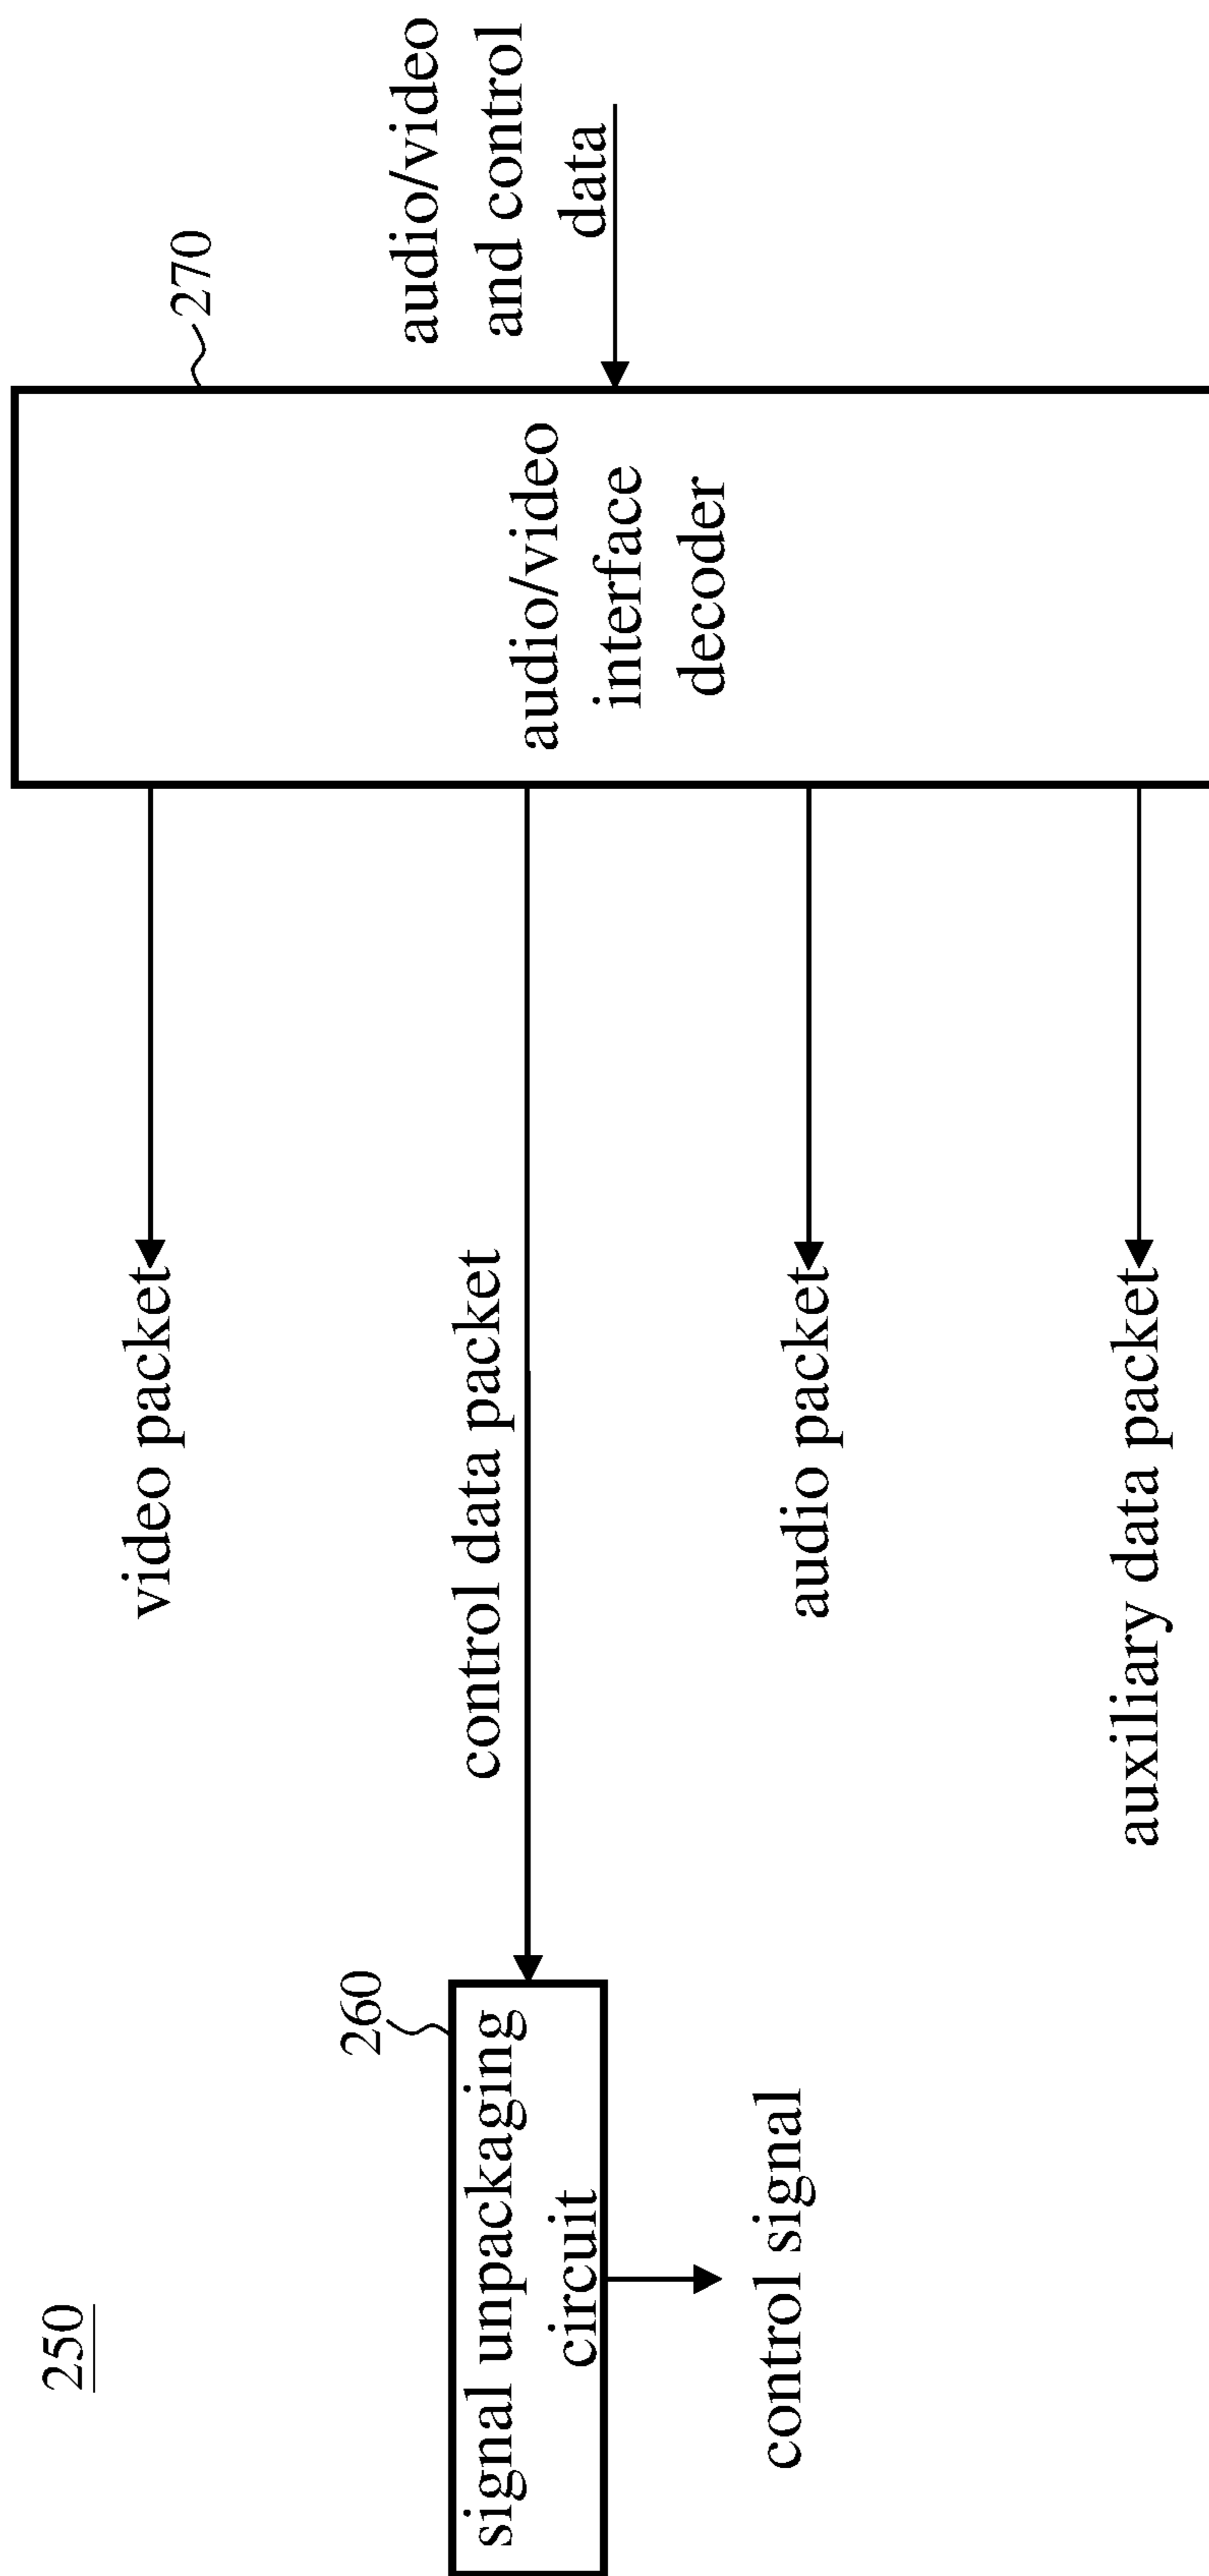 250
260
signal unpackaging
circuit
control signal
video packet
control data packet
audio packet
auxiliary data packet
270
audio/video
interface
decoder
audio/video
and control
data